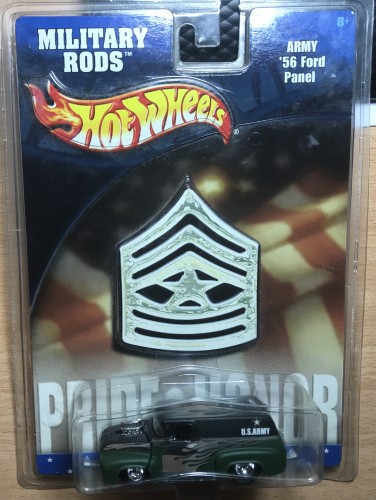 MILITARY
RODS™
8+
ARMY
'56 Ford
Panel
Hot Wheels®
PRIDE★HONOR
U.S.ARMY